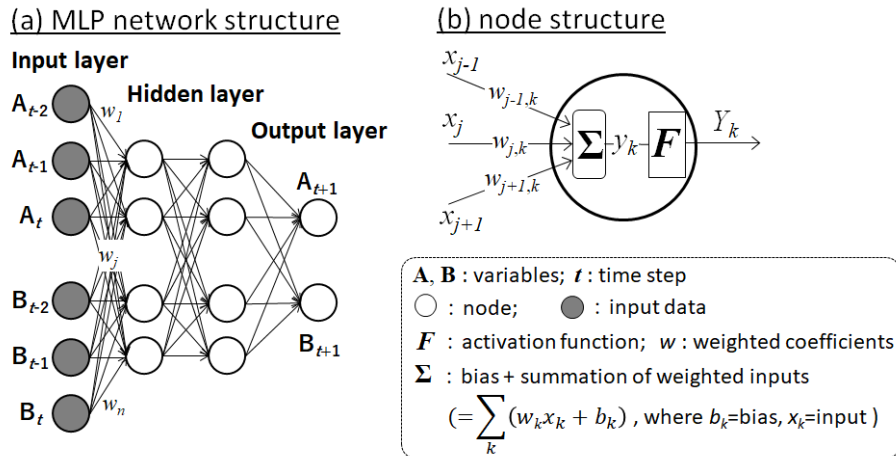 (a) MLP network structure
Input layer
Hidden layer
Output layer
A_{t-2}
A_{t-1}
A_t
B_{t-2}
B_{t-1}
B_t
w_1
w_j
w_n
A_{t+1}
B_{t+1}
(b) node structure
x_{j-1}
x_j
x_{j+1}
w_{j-1,k}
w_{j,k}
w_{j+1,k}
Σ
y_k
F
Y_k
A, B : variables; t : time step
: node; : input data
F : activation function; w : weighted coefficients
Σ : bias + summation of weighted inputs
(=∑_k(w_kx_k + b_k) , where b_k=bias, x_k=input )